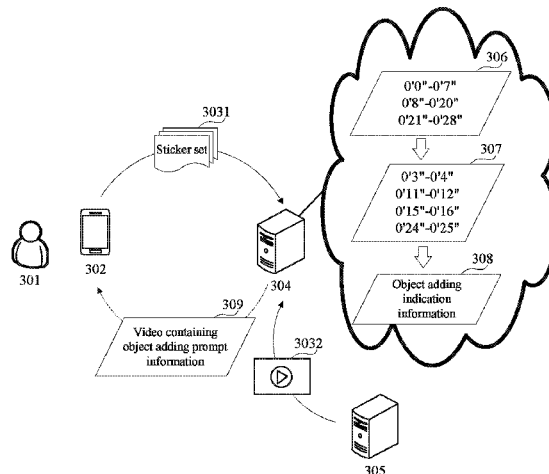 306
0'0"-0'7"
0'8"-0'20"
0'21"-0'28"
3031
Sticker set
307
0'3"-0'4"
0'11"-0'12"
0'15"-0'16"
0'24"-0'25"
301
302
304
308
Object adding
indication
information
309
Video containing
object adding prompt
information
3032
305